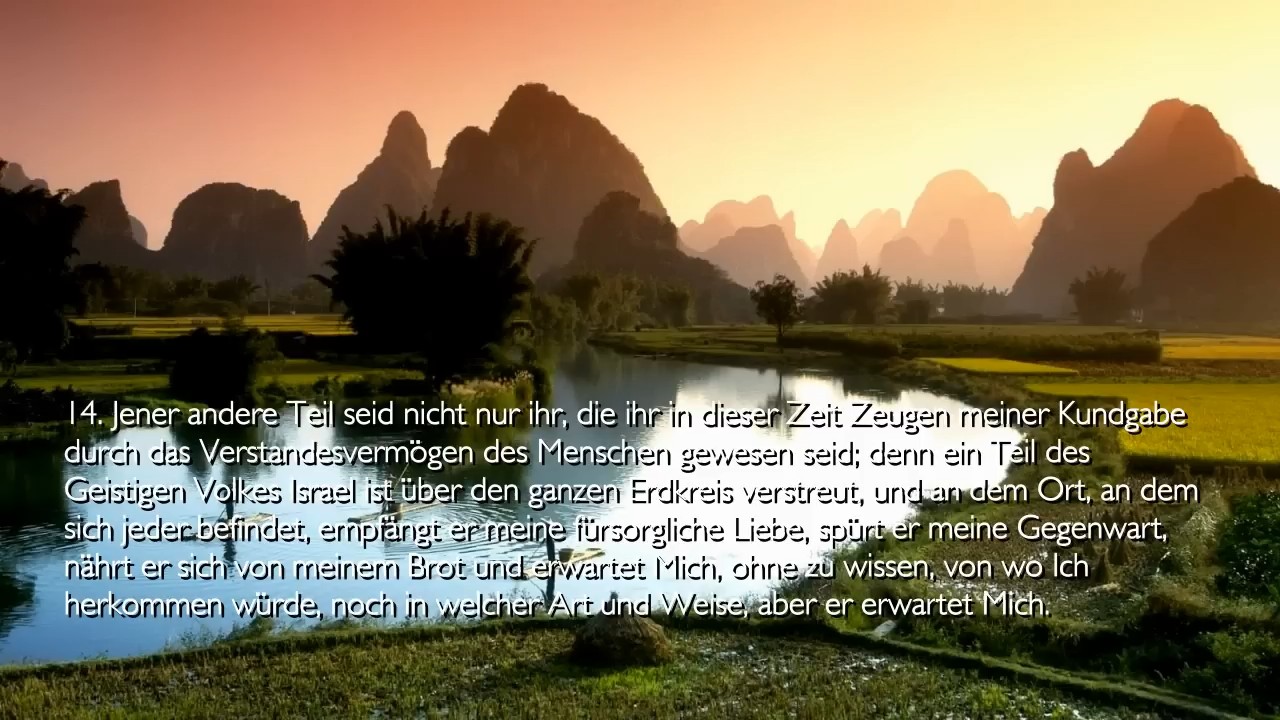 14. Jener andere Teil seid nicht nur ihr, die ihr in dieser Zeit Zeugen meiner Kundgabe
durch das Verstandesvermögen des Menschen gewesen seid; denn ein Teil des
Geistigen Volkes Israel ist über den ganzen Erdkreis verstreut, und an dem Ort, an dem
sich jeder befindet, empfängt er meine fürsorgliche Liebe, spürt er meine Gegenwart,
nährt er sich von meinem Brot und erwartet Mich, ohne zu wissen, von wo Ich
herkommen würde, noch in welcher Art und Weise, aber er erwartet Mich.